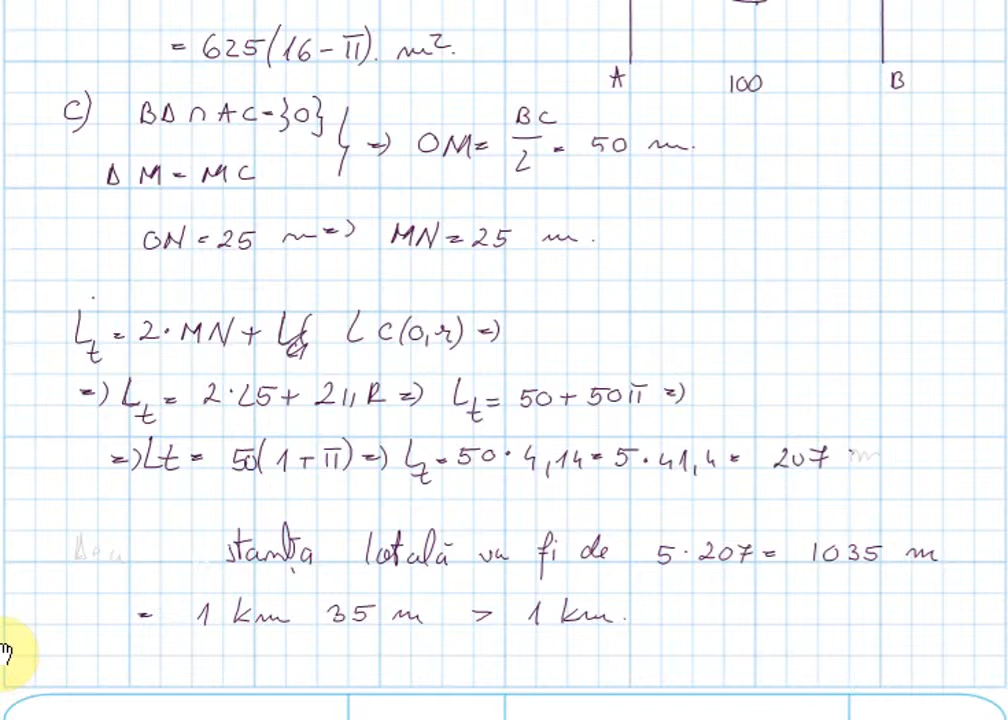 = 625(16-π). m².
A 100 B
c) BD ∩ AC = {O} } => OM = BC/2 = 50 m.
DM = MC
ON = 25 m => MN = 25 m.
Lt = 2·MN + L C(O,r) =>
=> Lt = 2·25 + 2πR => Lt = 50 + 50π =>
=> Lt = 50(1+π) => Lt = 50·4,14 = 5·41,4 = 207 m
stanța totală va fi de 5·207 = 1035 m
= 1 km 35 m > 1 km.